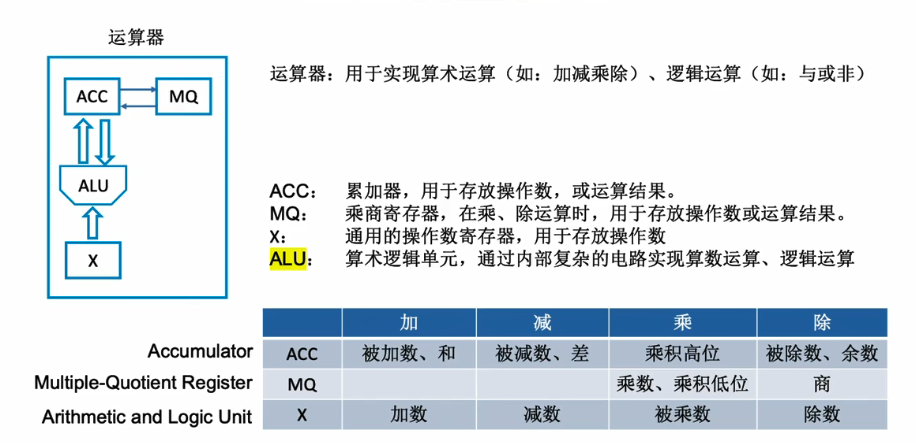 运算器
运算器：用于实现算术运算（如：加减乘除）、逻辑运算（如：与或非）
ACC
MQ
ALU
X
ACC： 累加器，用于存放操作数，或运算结果。
MQ： 乘商寄存器，在乘、除运算时，用于存放操作数或运算结果。
X： 通用的操作数寄存器，用于存放操作数
ALU： 算术逻辑单元，通过内部复杂的电路实现算数运算、逻辑运算
加 减 乘 除
Accumulator ACC 被加数、和 被减数、差 乘积高位 被除数、余数
Multiple-Quotient Register MQ 乘数、乘积低位 商
Arithmetic and Logic Unit X 加数 减数 被乘数 除数